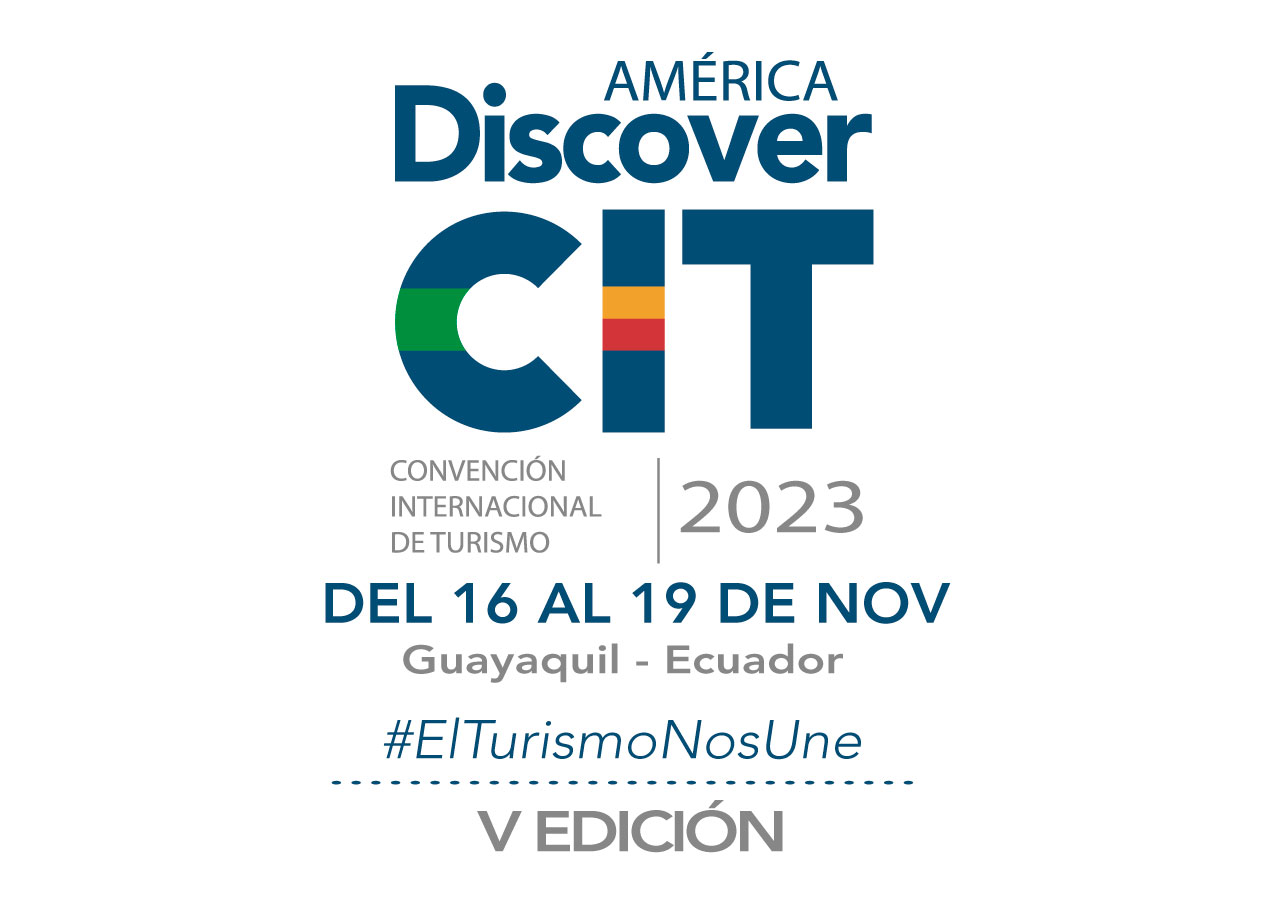 AMÉRICA
Discover
CIT
CONVENCIÓN
INTERNACIONAL
DE TURISMO
2023
DEL 16 AL 19 DE NOV
Guayaquil - Ecuador
#ElTurismoNosUne
V EDICIÓN